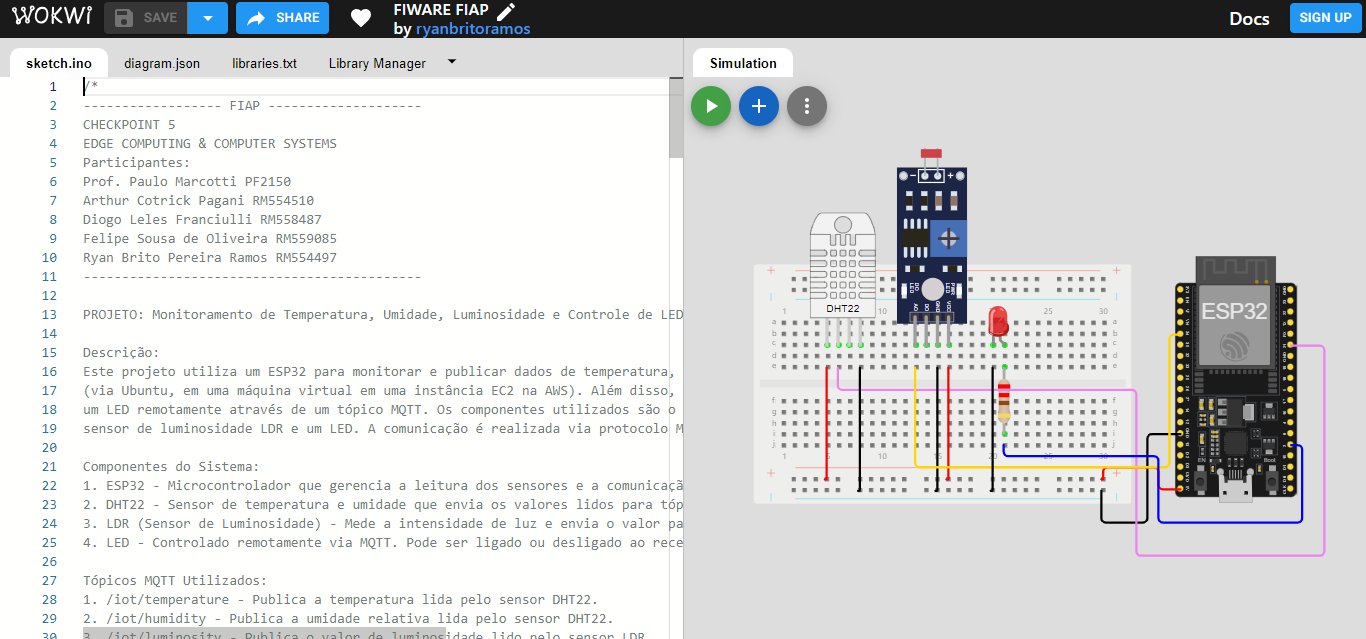 WOKWI
SAVE
SHARE
FIWARE FIAP
by ryanbritoramos
Docs
SIGN UP
sketch.ino
diagram.json
libraries.txt
Library Manager
Simulation
1 /*
2 ------------------ FIAP --------------------
3 CHECKPOINT 5
4 EDGE COMPUTING & COMPUTER SYSTEMS
5 Participantes:
6 Prof. Paulo Marcotti PF2150
7 Arthur Cotrick Pagani RM554510
8 Diogo Leles Franciulli RM558487
9 Felipe Sousa de Oliveira RM559085
10 Ryan Brito Pereira Ramos RM554497
11 --------------------------------------------
12
13 PROJETO: Monitoramento de Temperatura, Umidade, Luminosidade e Controle de LED
14
15 Descrição:
16 Este projeto utiliza um ESP32 para monitorar e publicar dados de temperatura,
17 (via Ubuntu, em uma máquina virtual em uma instância EC2 na AWS). Além disso,
18 um LED remotamente através de um tópico MQTT. Os componentes utilizados são o
19 sensor de luminosidade LDR e um LED. A comunicação é realizada via protocolo M
20
21 Componentes do Sistema:
22 1. ESP32 - Microcontrolador que gerencia a leitura dos sensores e a comunicaçã
23 2. DHT22 - Sensor de temperatura e umidade que envia os valores lidos para tóp
24 3. LDR (Sensor de Luminosidade) - Mede a intensidade de luz e envia o valor pa
25 4. LED - Controlado remotamente via MQTT. Pode ser ligado ou desligado ao rece
26
27 Tópicos MQTT Utilizados:
28 1. /iot/temperature - Publica a temperatura lida pelo sensor DHT22.
29 2. /iot/humidity - Publica a umidade relativa lida pelo sensor DHT22.
30 3. /iot/luminosity - Publica o valor de luminosidade lido pelo sensor LDR.
DHT22
ESP32
EN
Boot